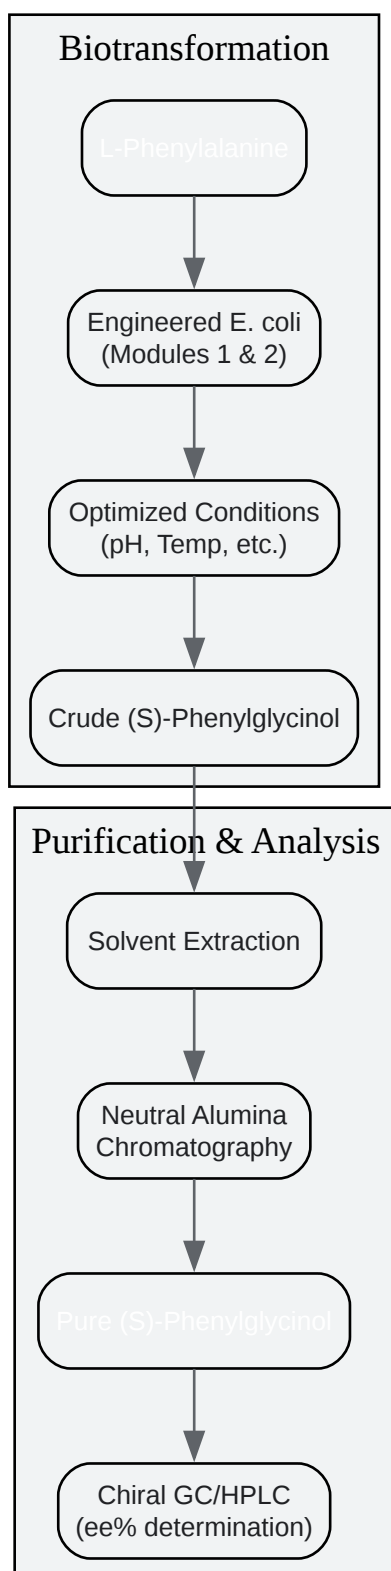 Biotransformation
L-Phenylalanine
Engineered E. coli
(Modules 1 & 2)
Optimized Conditions
(pH, Temp, etc.)
Crude (S)-Phenylglycinol
Purification & Analysis
Solvent Extraction
Neutral Alumina
Chromatography
Pure (S)-Phenylglycinol
Chiral GC/HPLC
(ee% determination)